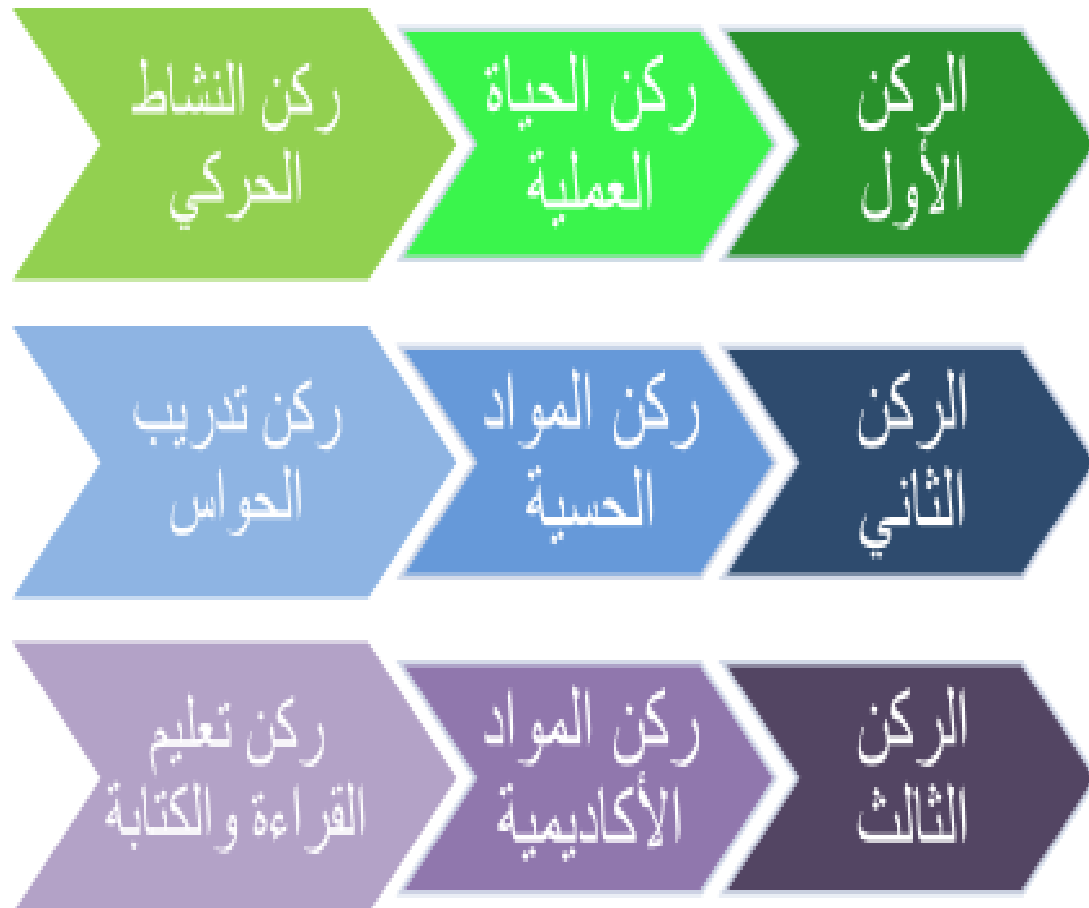 الركن
الأول
ركن الحياة
العملية
ركن النشاط
الحركي
الركن
الثاني
ركن المواد
الحسية
ركن تدريب
الحواس
الركن
الثالث
ركن المواد
الأكاديمية
ركن تعليم
القراءة والكتابة